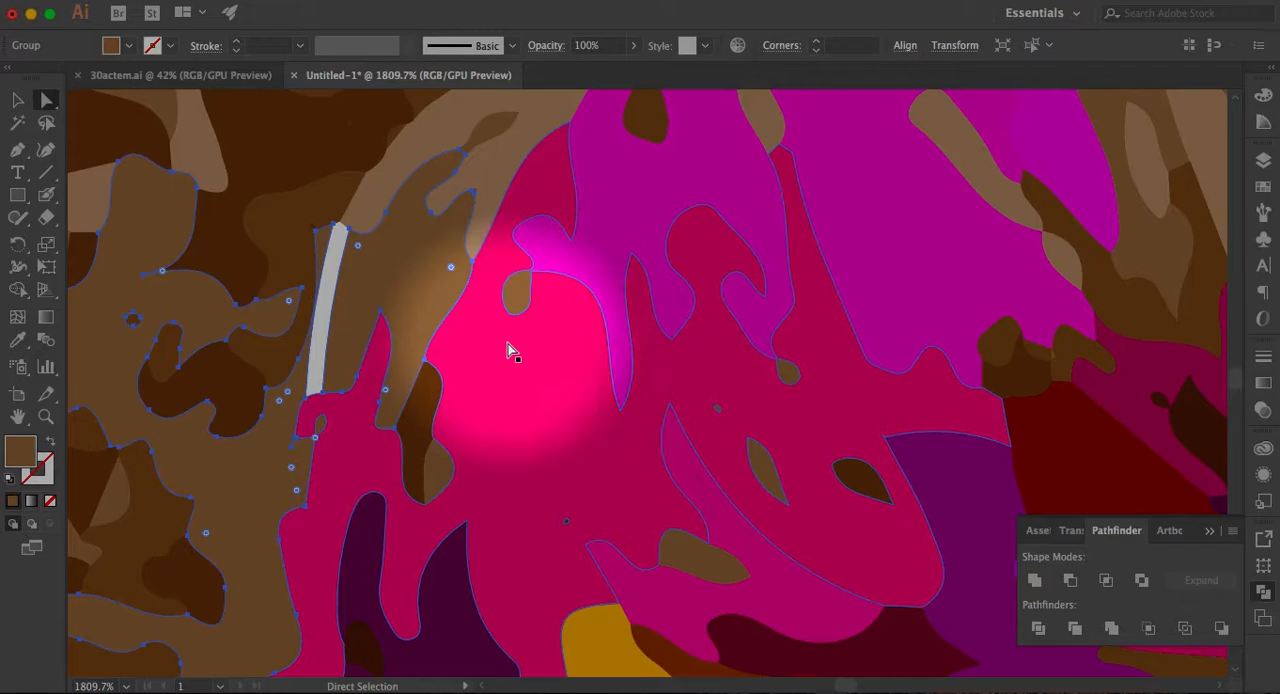 Ai Br St Essentials Search Adobe Stock
Group Stroke: Basic Opacity: 100% Style: Corners: Align Transform
× 30actem.ai @ 42% (RGB/GPU Preview) × Untitled-1* @ 1809.7% (RGB/GPU Preview)
Asse Trans Pathfinder Artbc
Shape Modes:
Expand
Pathfinders:
1809.7% 1 Direct Selection